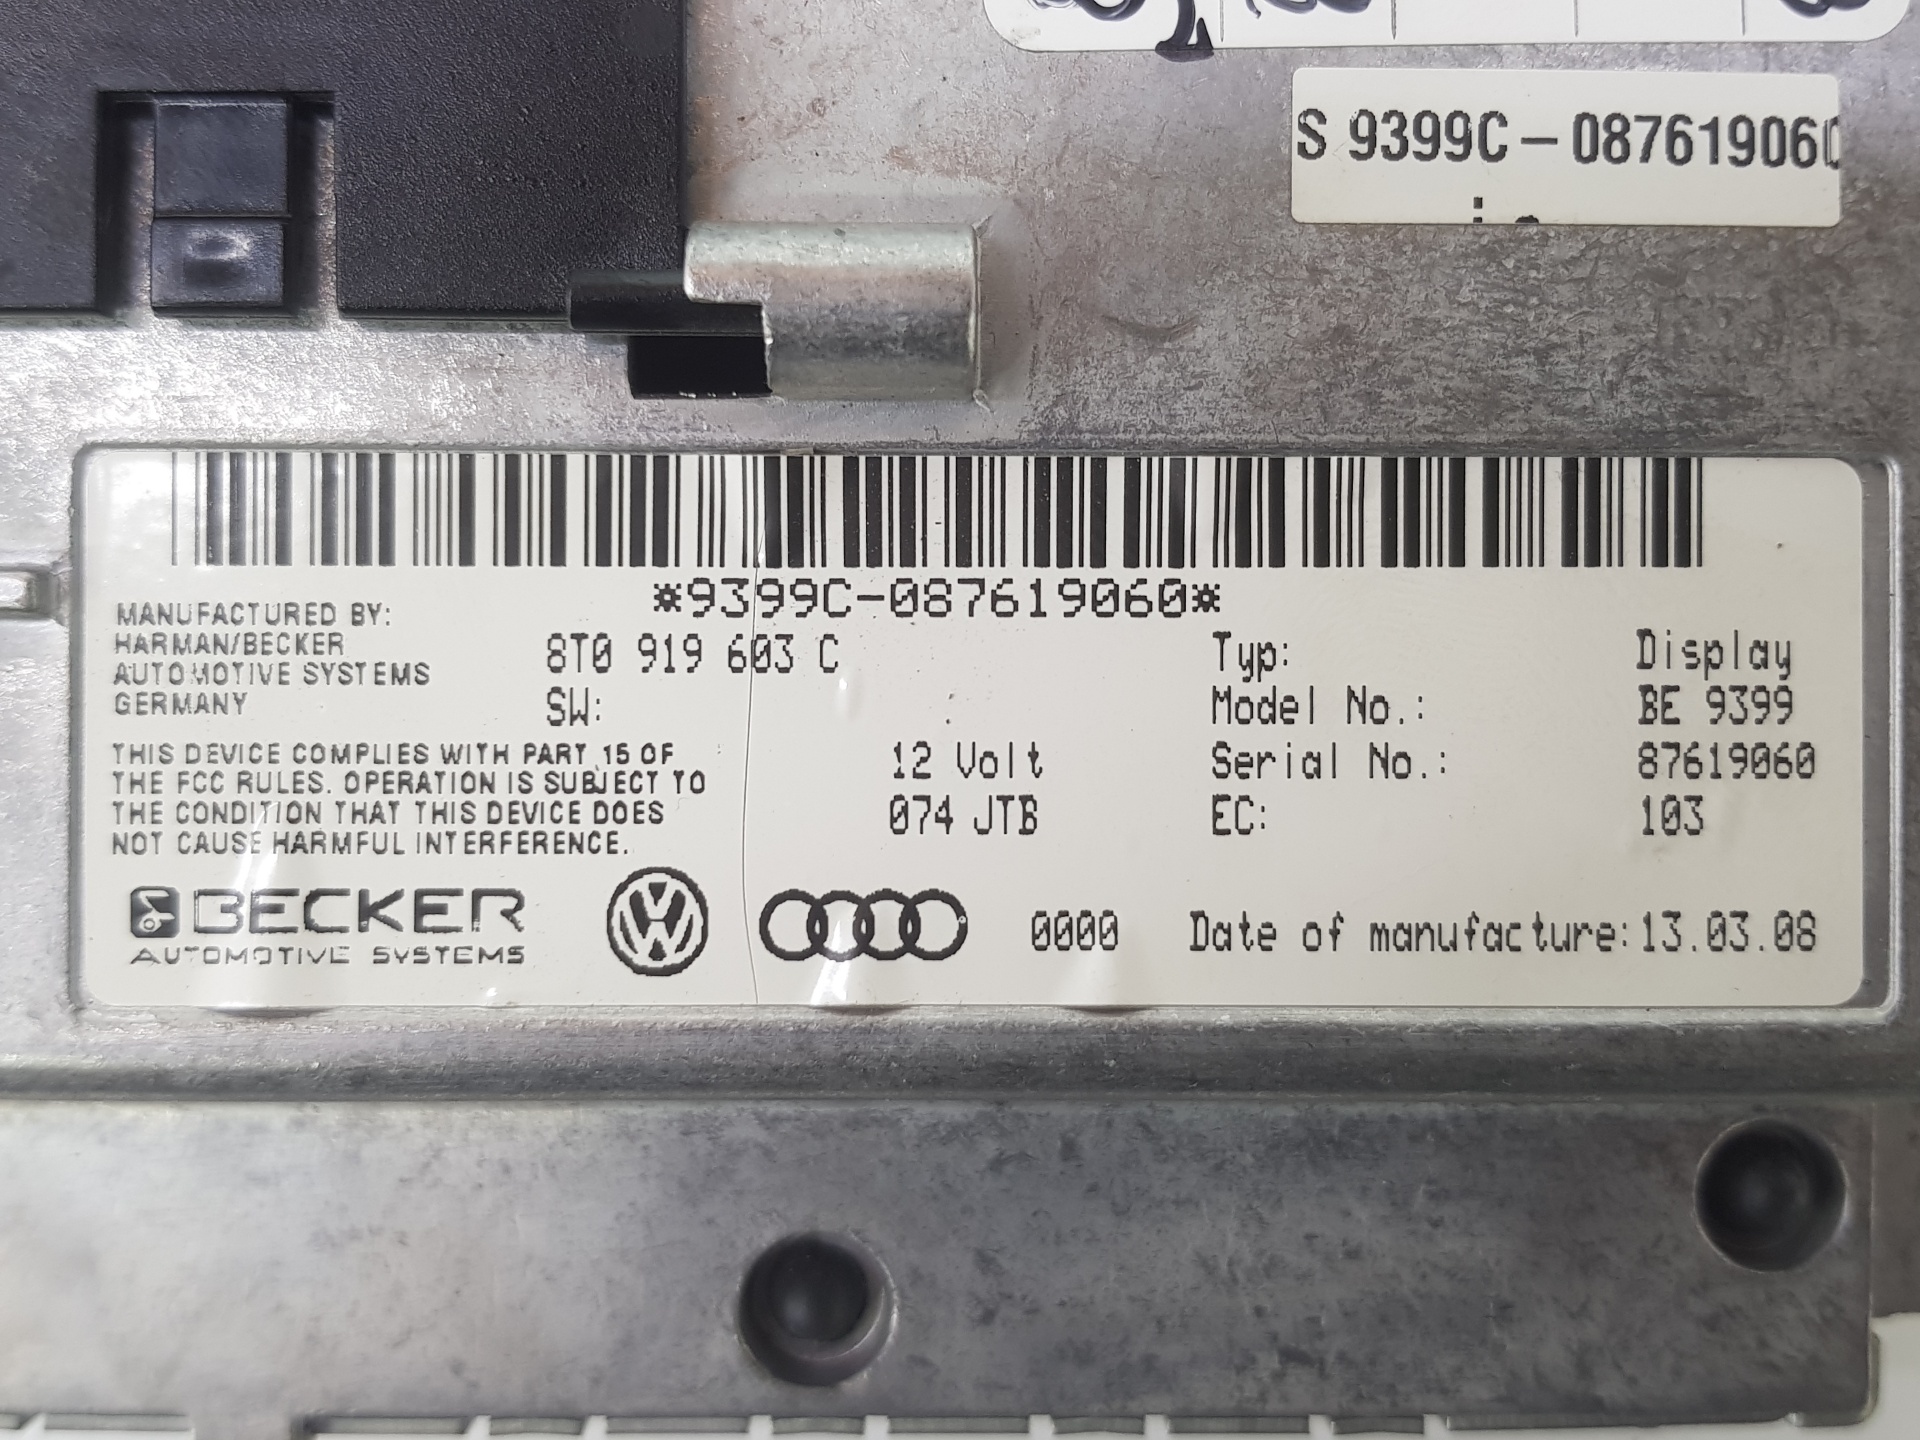 S 9399C-087619060
*9399C-087619060*
MANUFACTURED BY:
HARMAN/BECKER
AUTOMOTIVE SYSTEMS
GERMANY
8T0 919 603 C
SW:
Typ: Display
Model No.: BE 9399
Serial No.: 87619060
EC: 103
THIS DEVICE COMPLIES WITH PART 15 OF
THE FCC RULES. OPERATION IS SUBJECT TO
THE CONDITION THAT THIS DEVICE DOES
NOT CAUSE HARMFUL INTERFERENCE.
12 Volt
074 JTB
BECKER
AUTOMOTIVE SYSTEMS
0000
Date of manufacture:13.03.08